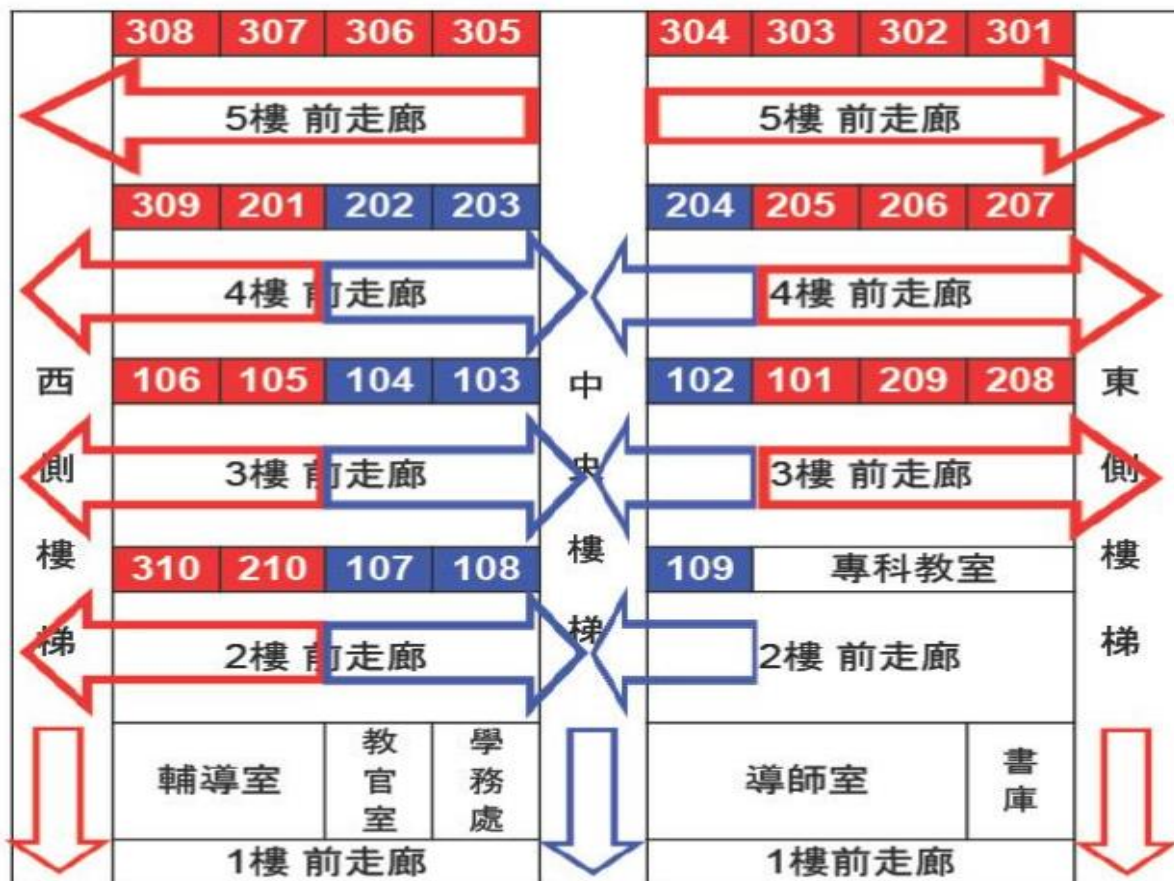 308 307 306 305 304 303 302 301
5樓 前走廊 5樓 前走廊
309 201 202 203 204 205 206 207
4樓 前走廊 4樓 前走廊
106 105 104 103 102 101 209 208
3樓 前走廊 3樓 前走廊
310 210 107 108 109 專科教室
2樓 前走廊 2樓 前走廊
西側樓梯
中央樓梯
東側樓梯
輔導室 教官室 學務處 導師室 書庫
1樓 前走廊 1樓前走廊